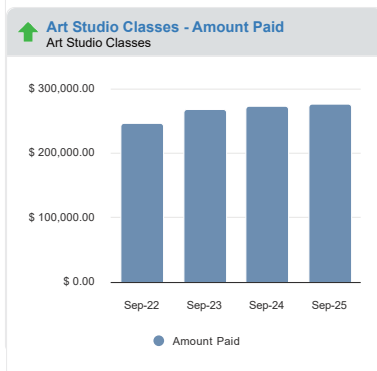 Art Studio Classes - Amount Paid
Art Studio Classes
$ 300,000.00
$ 200,000.00
$ 100,000.00
$ 0.00
Sep-22 Sep-23 Sep-24 Sep-25
Amount Paid